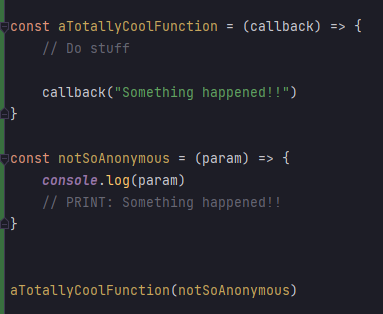 const aTotallyCoolFunction = (callback) => {
    // Do stuff
    callback("Something happened!!")
}
const notSoAnonymous = (param) => {
    console.log(param)
    // PRINT: Something happened!!
}
aTotallyCoolFunction(notSoAnonymous)